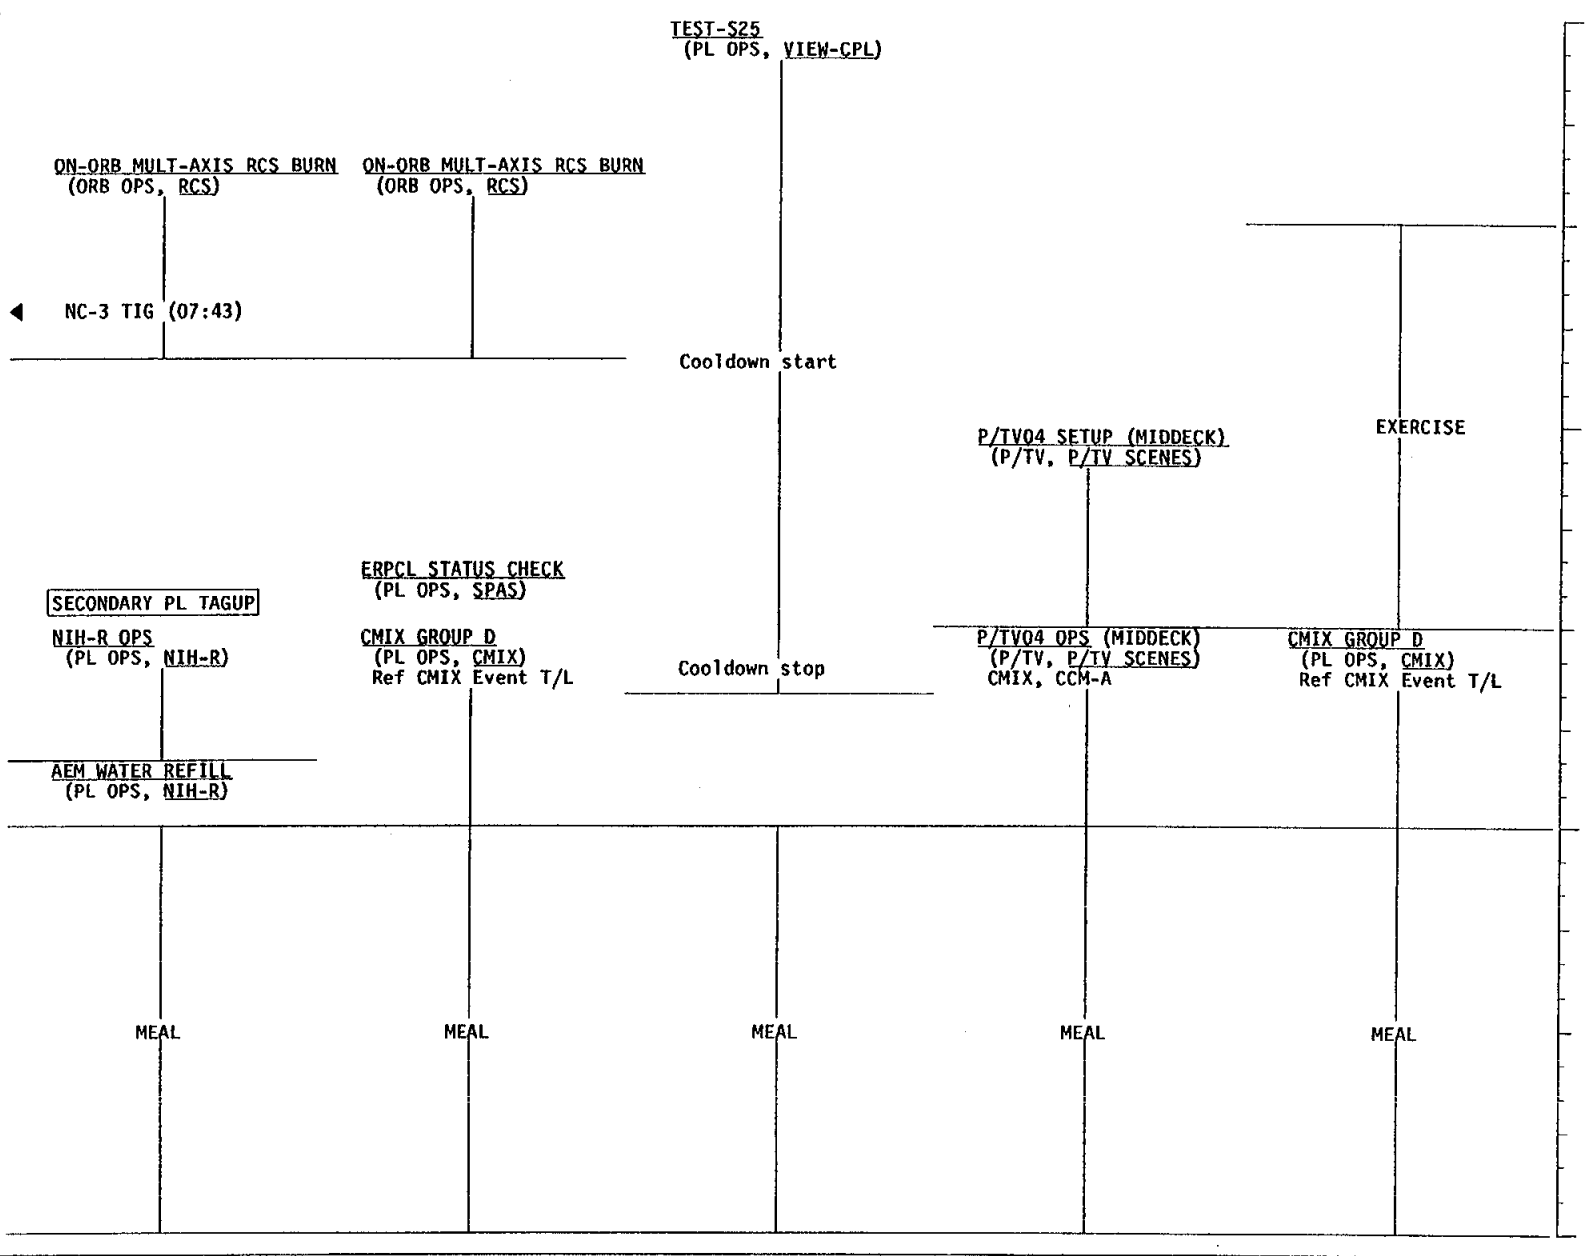 TEST-S25
(PL OPS, VIEW-CPL)
ON-ORB MULT-AXIS RCS BURN
(ORB OPS, RCS)
ON-ORB MULT-AXIS RCS BURN
(ORB OPS, RCS)
NC-3 TIG (07:43)
Cooldown start
EXERCISE
P/TV04 SETUP (MIDDECK)
(P/TV, P/TV SCENES)
ERPCL STATUS CHECK
(PL OPS, SPAS)
SECONDARY PL TAGUP
NIH-R OPS
(PL OPS, NIH-R)
CMIX GROUP D
(PL OPS, CMIX)
Ref CMIX Event T/L
Cooldown stop
P/TV04 OPS (MIDDECK)
(P/TV, P/TV SCENES)
CMIX, CCM-A
CMIX GROUP D
(PL OPS, CMIX)
Ref CMIX Event T/L
AEM WATER REFILL
(PL OPS, NIH-R)
MEAL
MEAL
MEAL
MEAL
MEAL